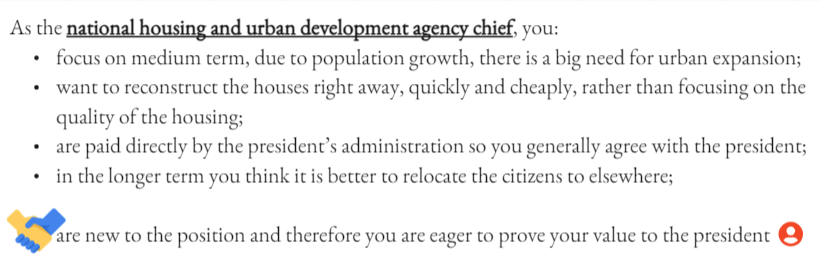 As the national housing and urban development agency chief, you:
• focus on medium term, due to population growth, there is a big need for urban expansion;
• want to reconstruct the houses right away, quickly and cheaply, rather than focusing on the
quality of the housing;
• are paid directly by the president's administration so you generally agree with the president;
• in the longer term you think it is better to relocate the citizens to elsewhere;
are new to the position and therefore you are eager to prove your value to the president